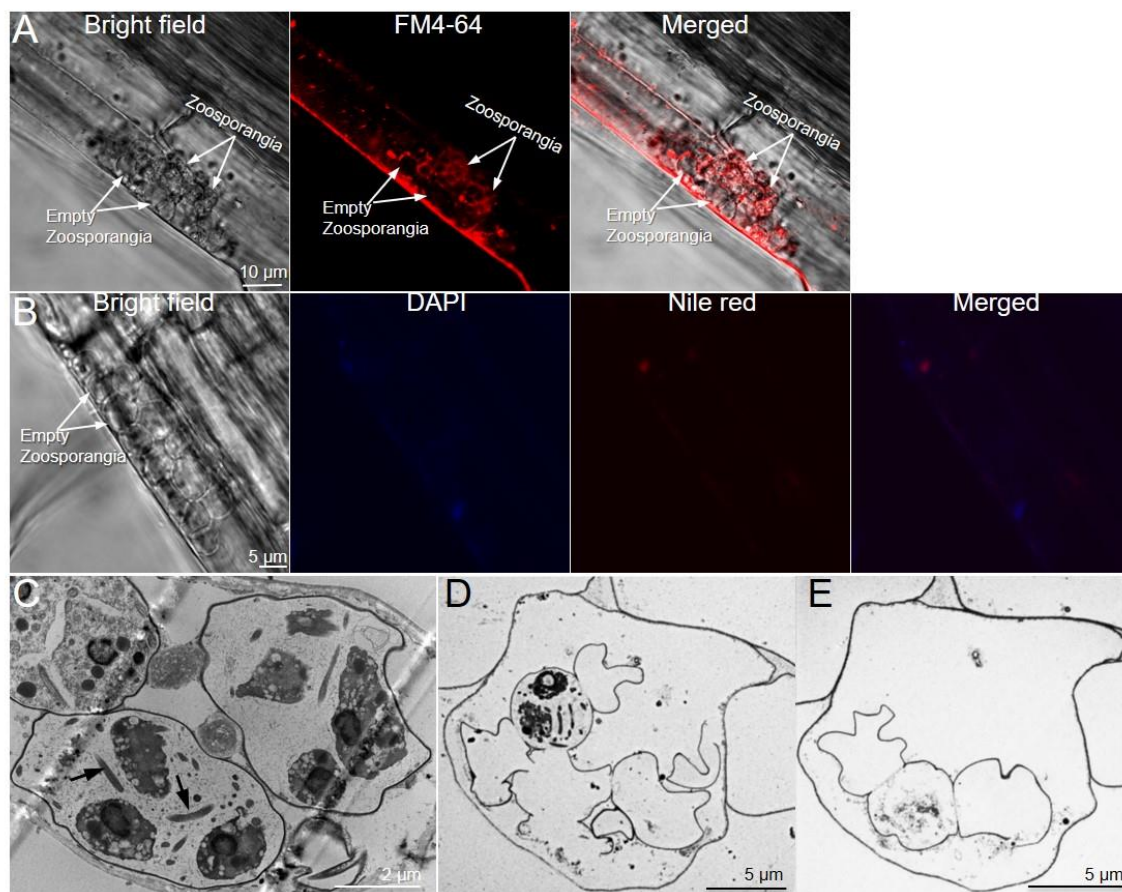 A
Bright field
FM4-64
Merged
Zoosporangia
Empty
Zoosporangia
10 µm
Zoosporangia
Empty
Zoosporangia
Zoosporangia
Empty
Zoosporangia
B
Bright field
DAPI
Nile red
Merged
Empty
Zoosporangia
5 µm
C
2 µm
D
5 µm
E
5 µm